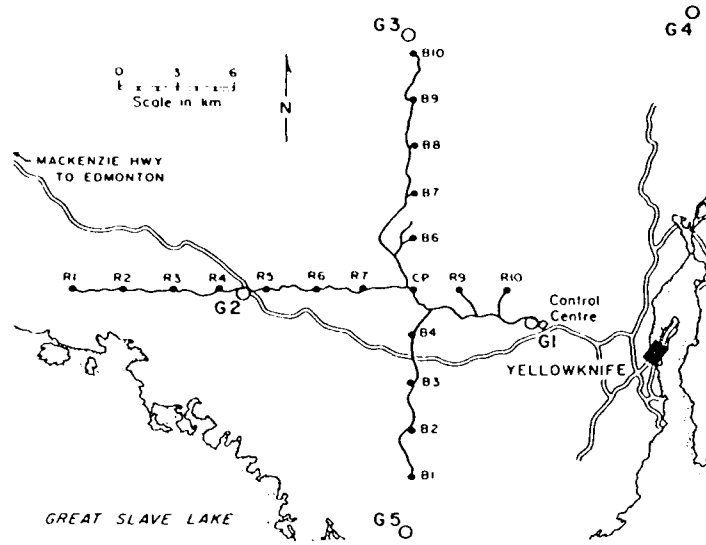 G3
G4
B10
0 3 6
Scale in km
N
B9
B8
MACKENZIE HWY
TO EDMONTON
B7
B6
R1 R2 R3 R4 R5 R6 R7 CP R9 R10
G2
Control
Centre
G1
B4
YELLOWKNIFE
B3
B2
B1
GREAT SLAVE LAKE
G5